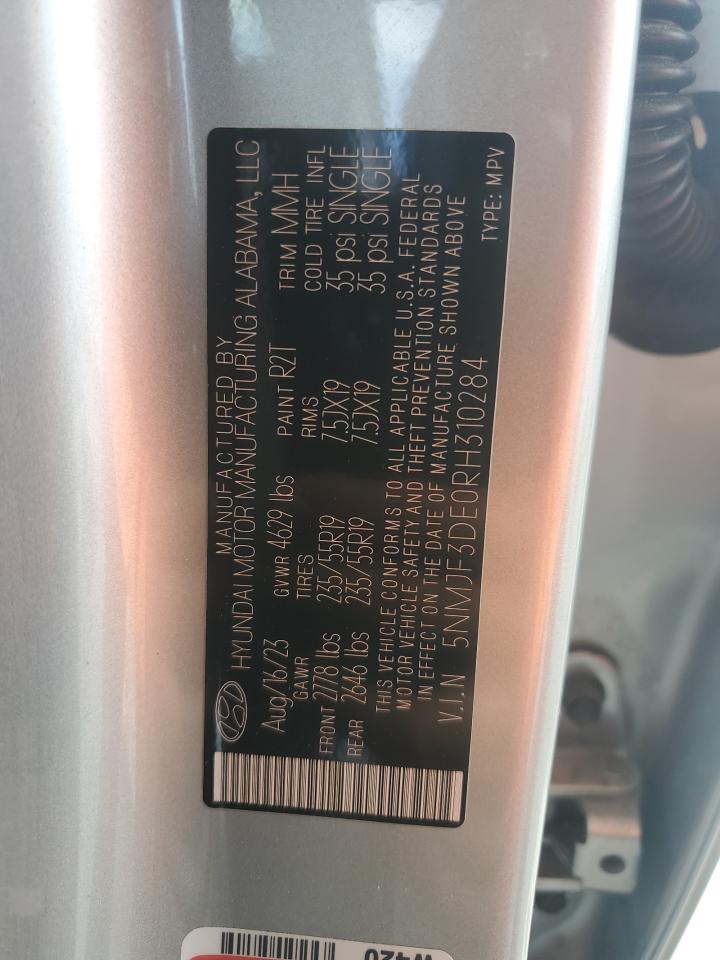 MANUFACTURED BY
HYUNDAI MOTOR MANUFACTURING ALABAMA, LLC
Aug/16/23 GVWR 4629 lbs PAINT R2T TRIM MMH
GAWR TIRES RIMS COLD TIRE INFL
FRONT 2778 lbs 235/55R19 7.5JX19 35 psi SINGLE
REAR 2646 lbs 235/55R19 7.5JX19 35 psi SINGLE
THIS VEHICLE CONFORMS TO ALL APPLICABLE U.S.A. FEDERAL
MOTOR VEHICLE SAFETY AND THEFT PREVENTION STANDARDS
IN EFFECT ON THE DATE OF MANUFACTURE SHOWN ABOVE
V.I.N 5NMJF3DE0RH310284
TYPE: MPV
W420